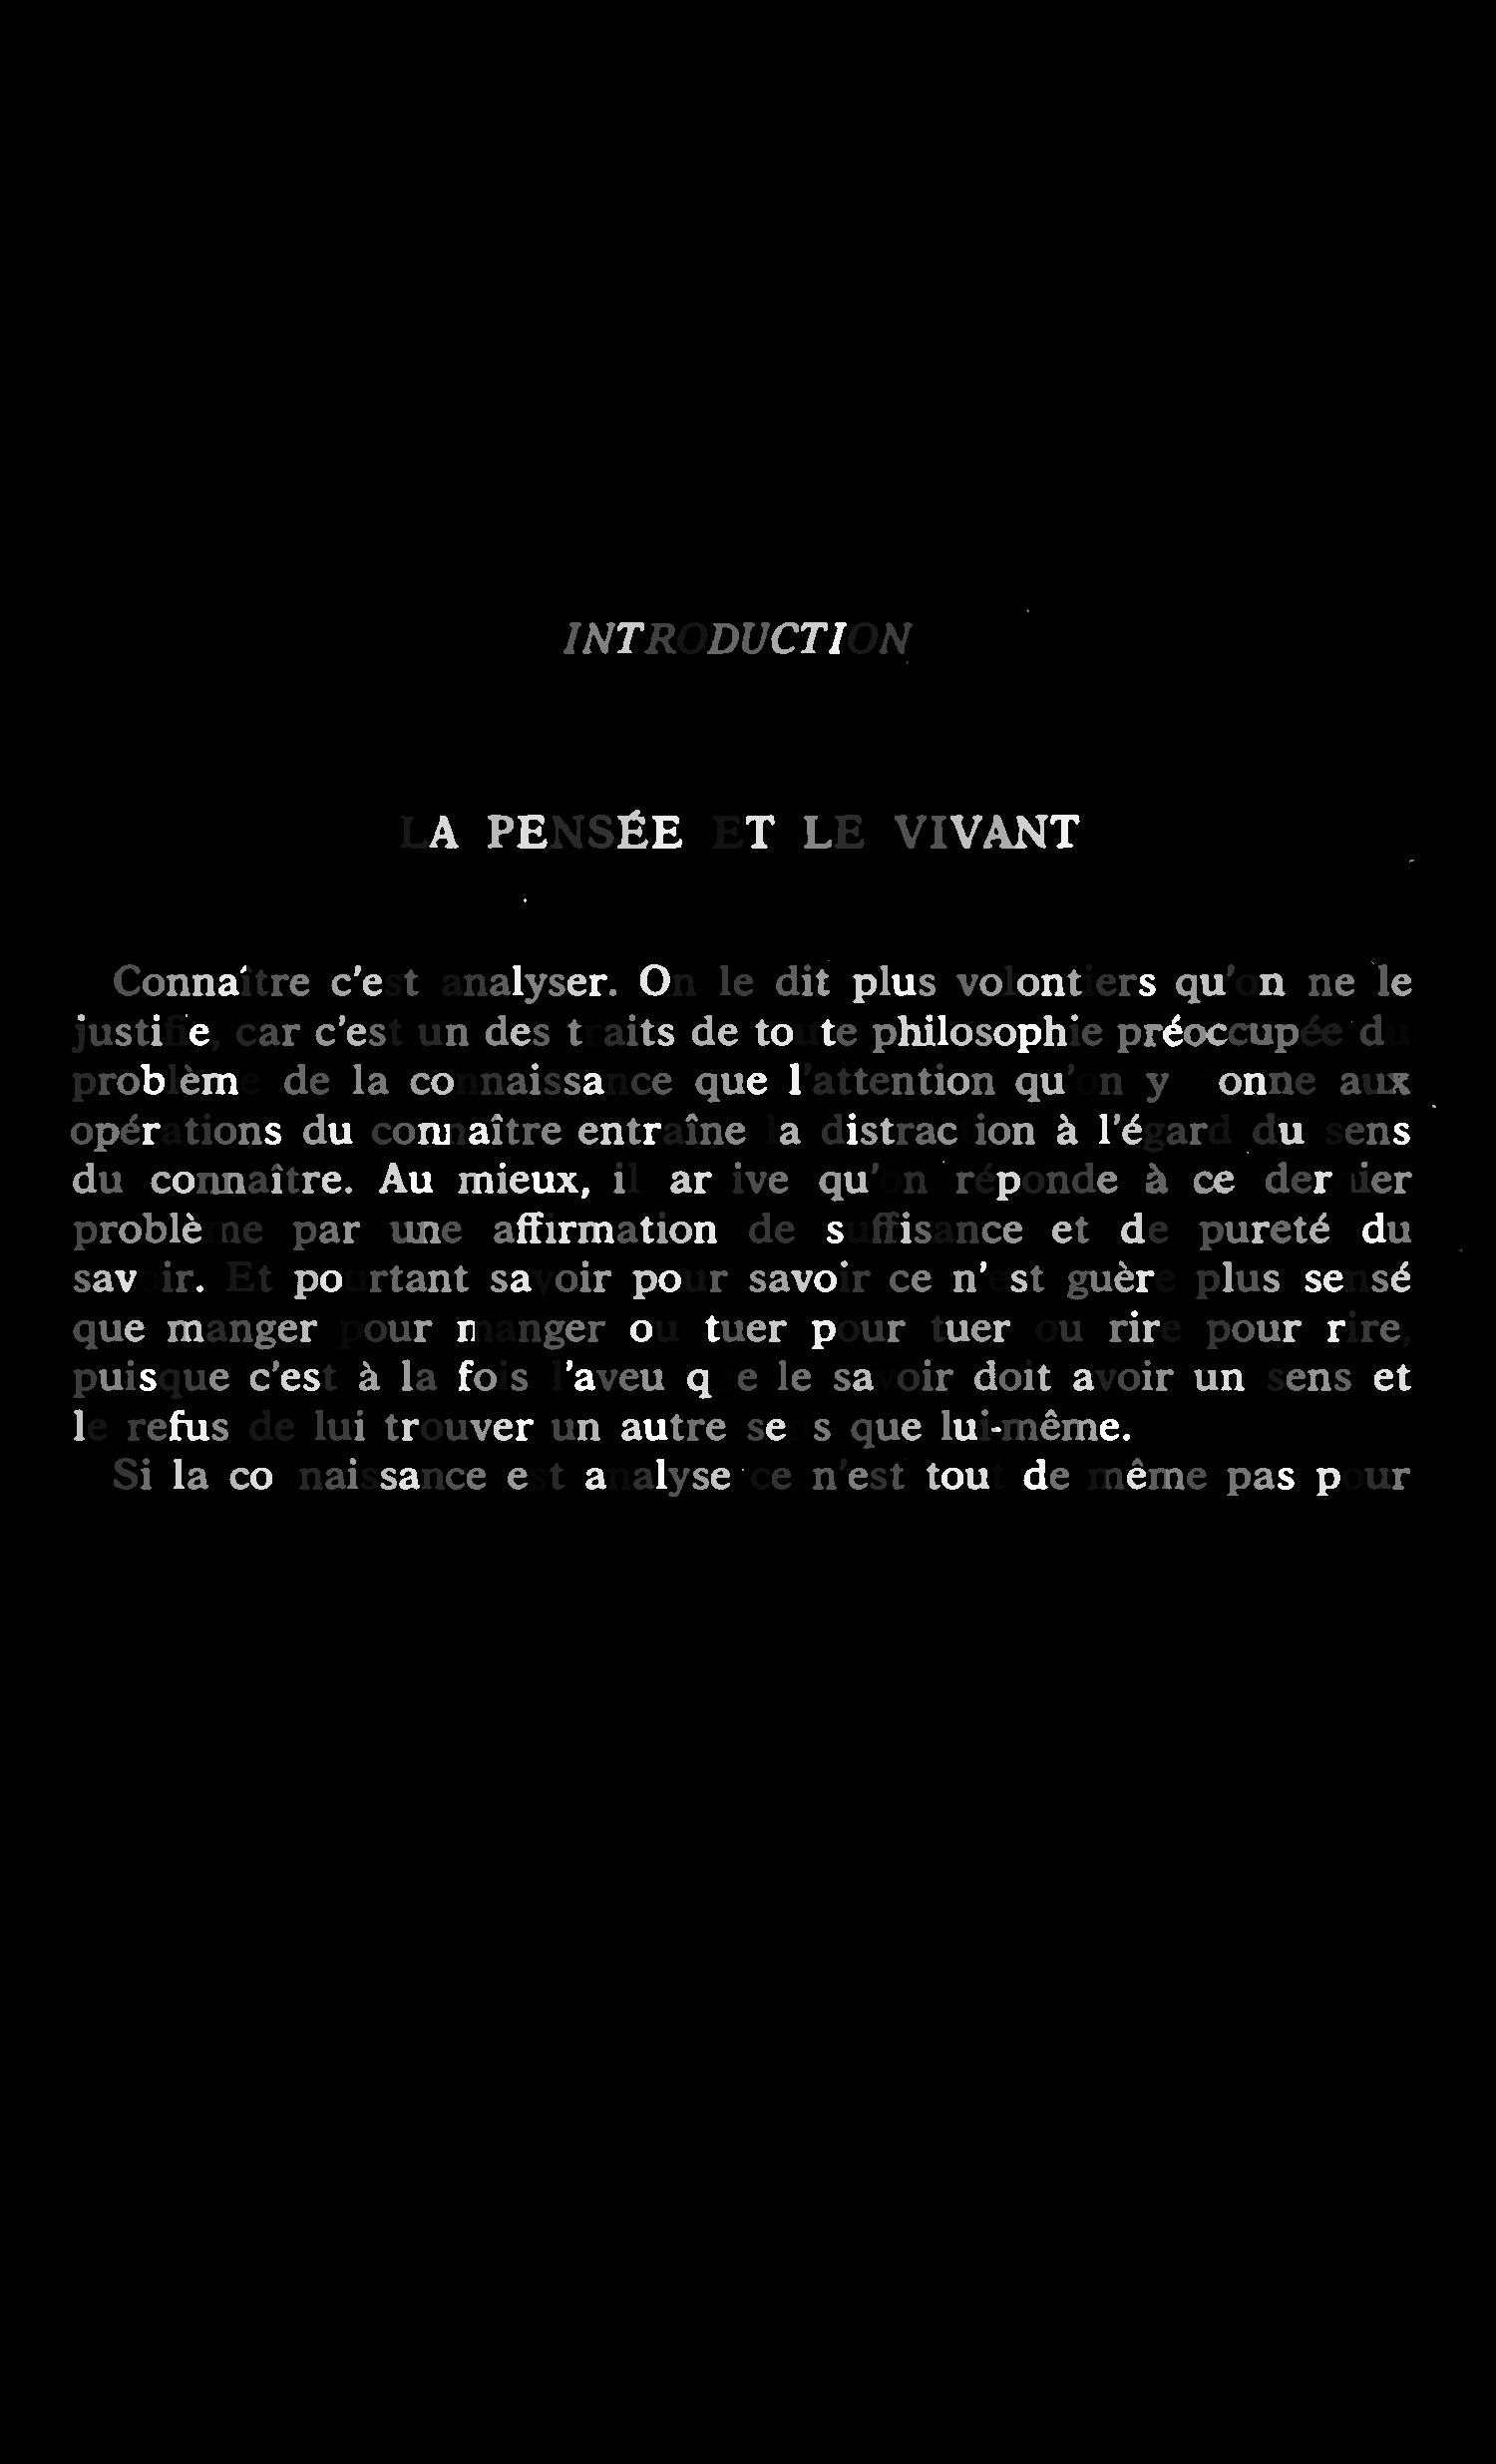 INTRODUCTION
LA PENSÉE ET LE VIVANT
Connaître c'est analyser. On le dit plus volontiers qu'on ne le
justifie, car c'est un des traits de toute philosophie préoccupée du
problème de la connaissance que l'attention qu'on y donne aux
opérations du connaître entraîne la distraction à l'égard du sens
du connaître. Au mieux, il arrive qu'on réponde à ce dernier
problème par une affirmation de suffisance et de pureté du
savoir. Et pourtant savoir pour savoir ce n'est guère plus sensé
que manger pour manger ou tuer pour tuer ou rire pour rire,
puisque c'est à la fois l'aveu que le savoir doit avoir un sens et
le refus de lui trouver un autre sens que lui-même.
Si la connaissance est analyse ce n'est tout de même pas pour